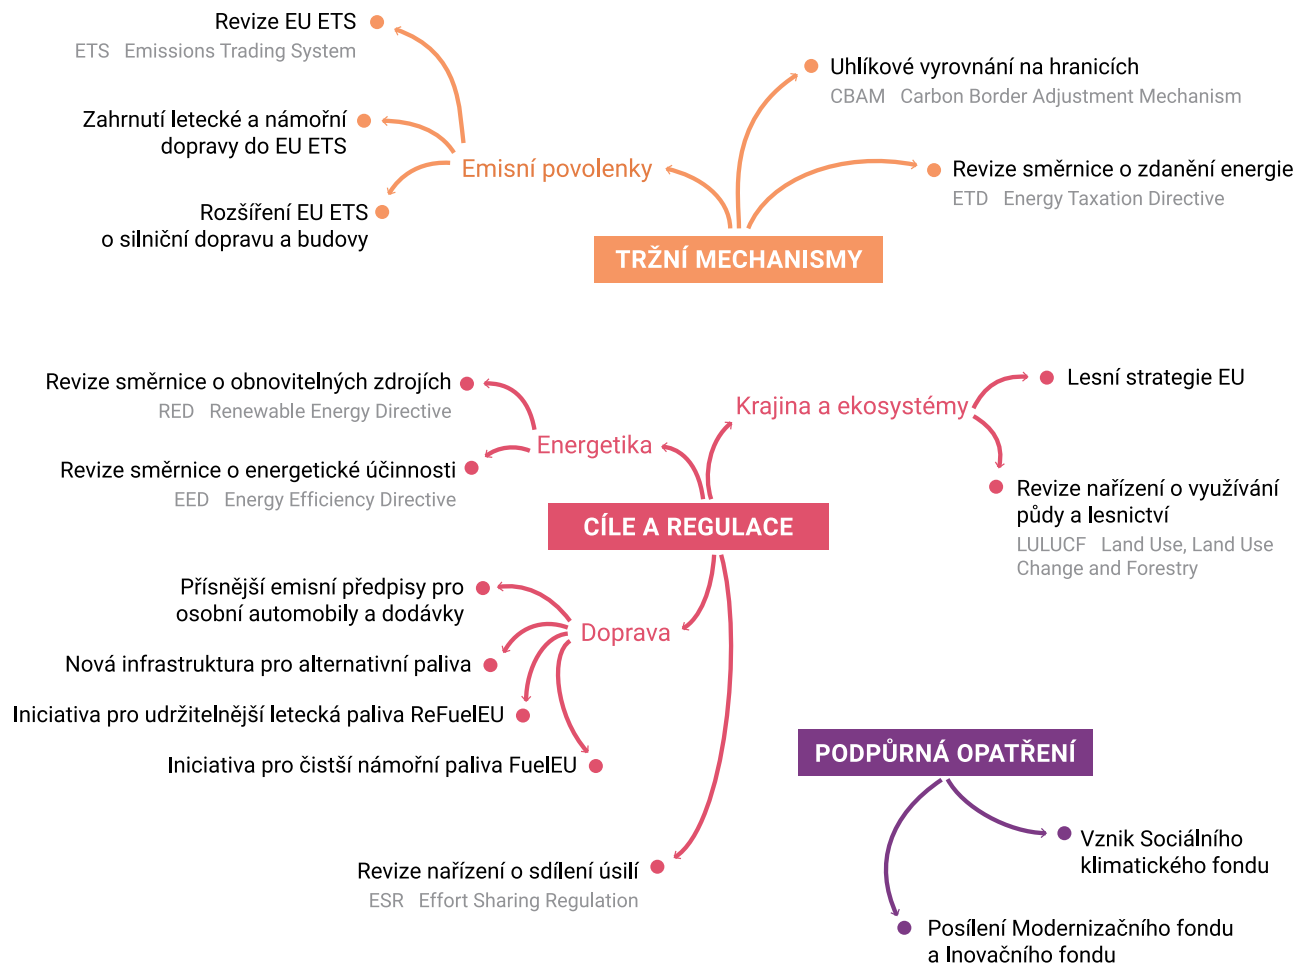 Revize EU ETS
ETS Emissions Trading System
Zahrnutí letecké a námořní
dopravy do EU ETS
Rozšíření EU ETS
o silniční dopravu a budovy
Emisní povolenky
Uhlíkové vyrovnání na hranicích
CBAM Carbon Border Adjustment Mechanism
Revize směrnice o zdanění energie
ETD Energy Taxation Directive
TRŽNÍ MECHANISMY
Revize směrnice o obnovitelných zdrojích
RED Renewable Energy Directive
Energetika
Revize směrnice o energetické účinnosti
EED Energy Efficiency Directive
Krajina a ekosystémy
Lesní strategie EU
Revize nařízení o využívání
půdy a lesnictví
LULUCF Land Use, Land Use
Change and Forestry
CÍLE A REGULACE
Přísnější emisní předpisy pro
osobní automobily a dodávky
Doprava
Nová infrastruktura pro alternativní paliva
Iniciativa pro udržitelnější letecká paliva ReFuelEU
Iniciativa pro čistší námořní paliva FuelEU
Revize nařízení o sdílení úsilí
ESR Effort Sharing Regulation
PODPŮRNÁ OPATŘENÍ
Vznik Sociálního
klimatického fondu
Posílení Modernizačního fondu
a Inovačního fondu